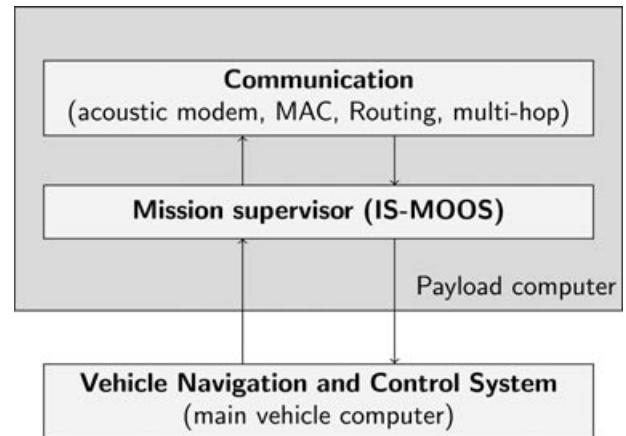 Communication
(acoustic modem, MAC, Routing, multi-hop)
Mission supervisor (IS-MOOS)
Payload computer
Vehicle Navigation and Control System
(main vehicle computer)